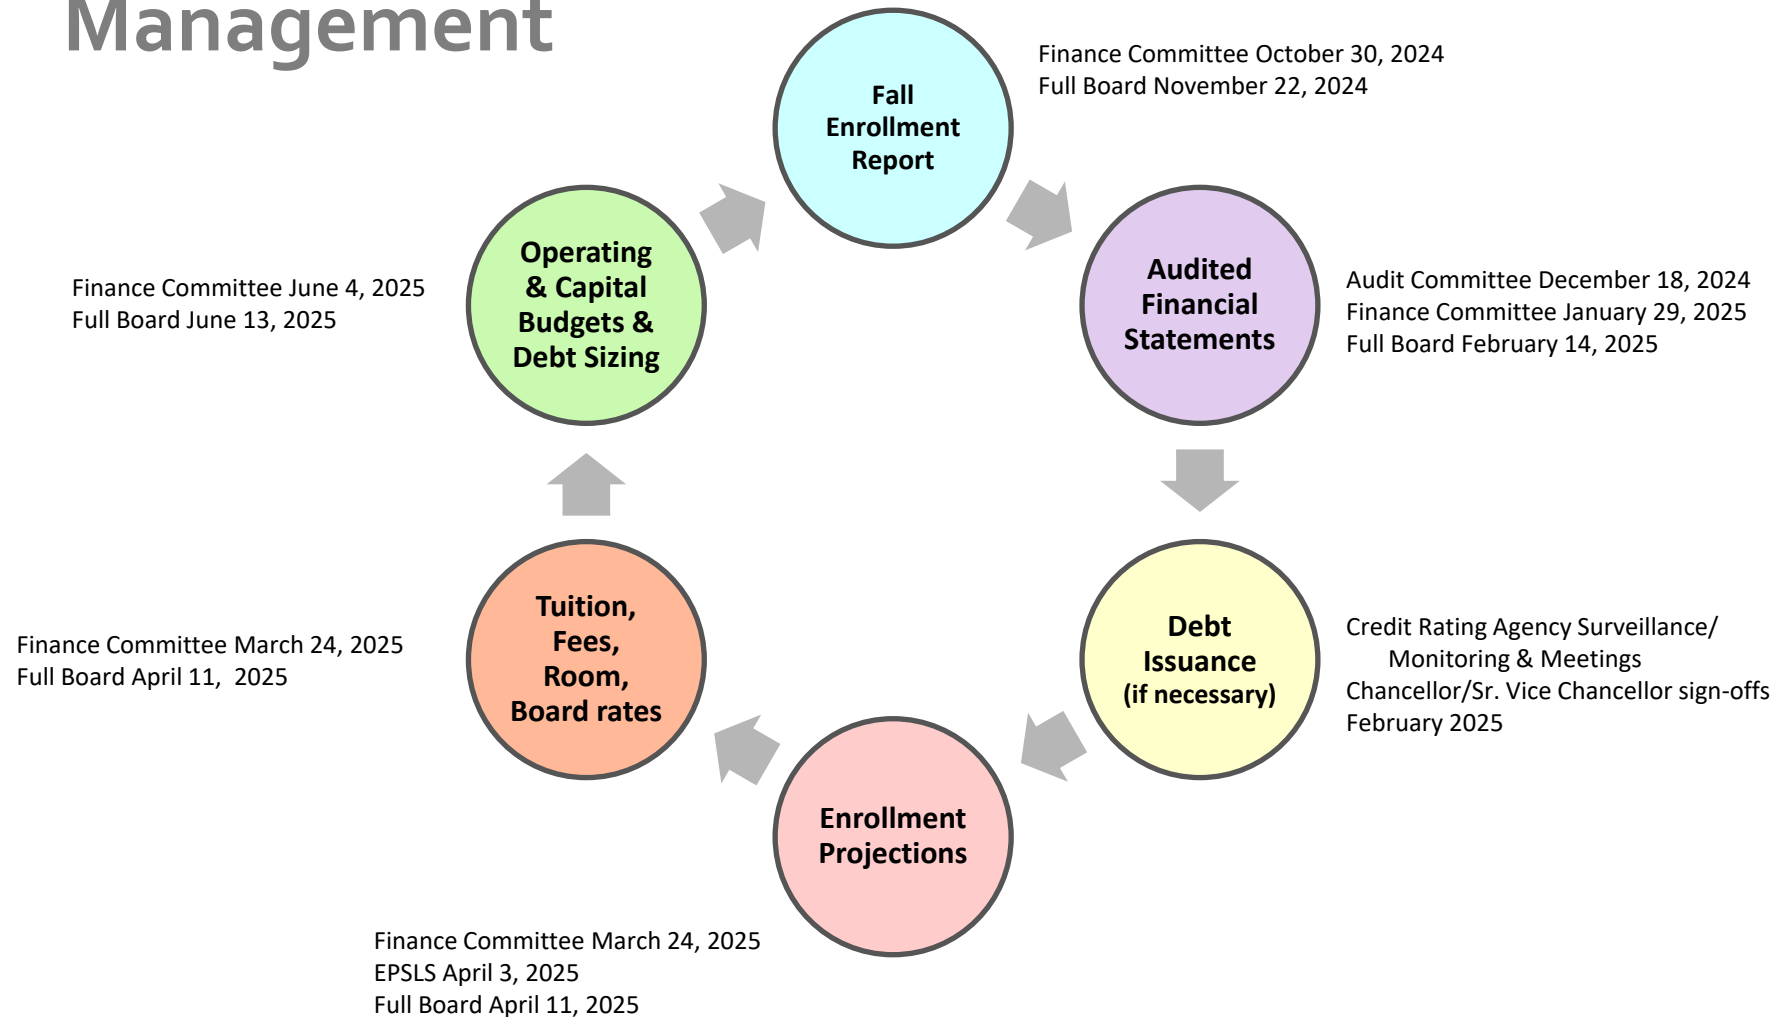 Management
Fall
Enrollment
Report
Finance Committee October 30, 2024
Full Board November 22, 2024
Audited
Financial
Statements
Audit Committee December 18, 2024
Finance Committee January 29, 2025
Full Board February 14, 2025
Debt
Issuance
(if necessary)
Credit Rating Agency Surveillance/
Monitoring & Meetings
Chancellor/Sr. Vice Chancellor sign-offs
February 2025
Enrollment
Projections
Finance Committee March 24, 2025
EPSLS April 3, 2025
Full Board April 11, 2025
Tuition,
Fees,
Room,
Board rates
Finance Committee March 24, 2025
Full Board April 11,  2025
Operating
& Capital
Budgets &
Debt Sizing
Finance Committee June 4, 2025
Full Board June 13, 2025